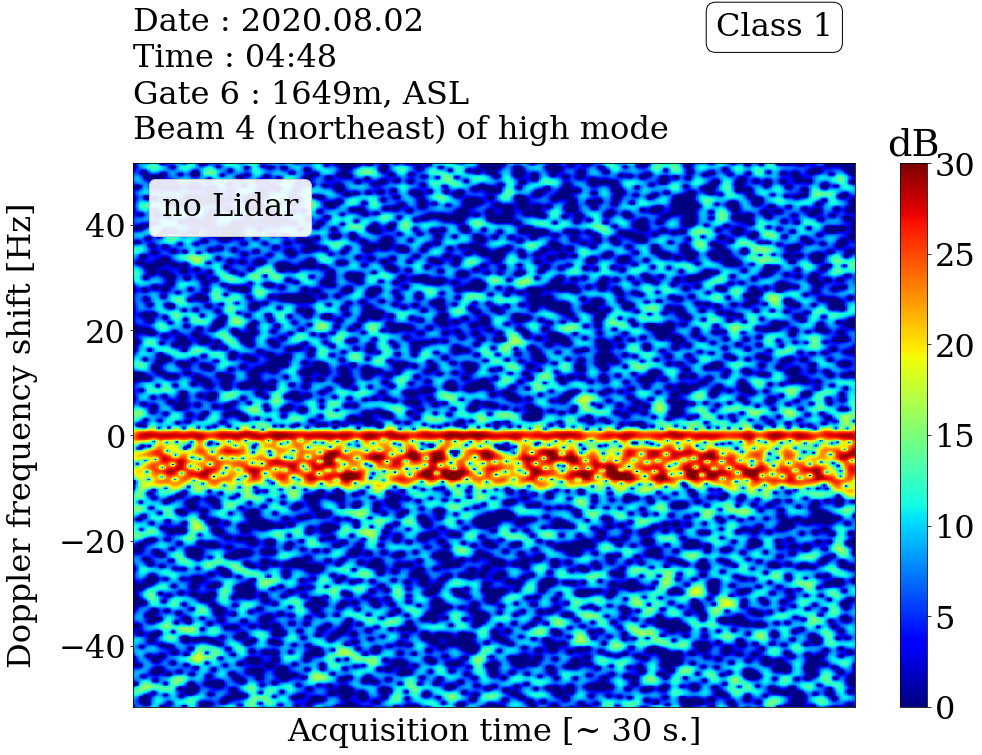 Date : 2020.08.02
Time : 04:48
Gate 6 : 1649m, ASL
Beam 4 (northeast) of high mode
Class 1
dB
no Lidar
Doppler frequency shift [Hz]
40
20
0
−20
−40
30
25
20
15
10
5
0
Acquisition time [~ 30 s.]